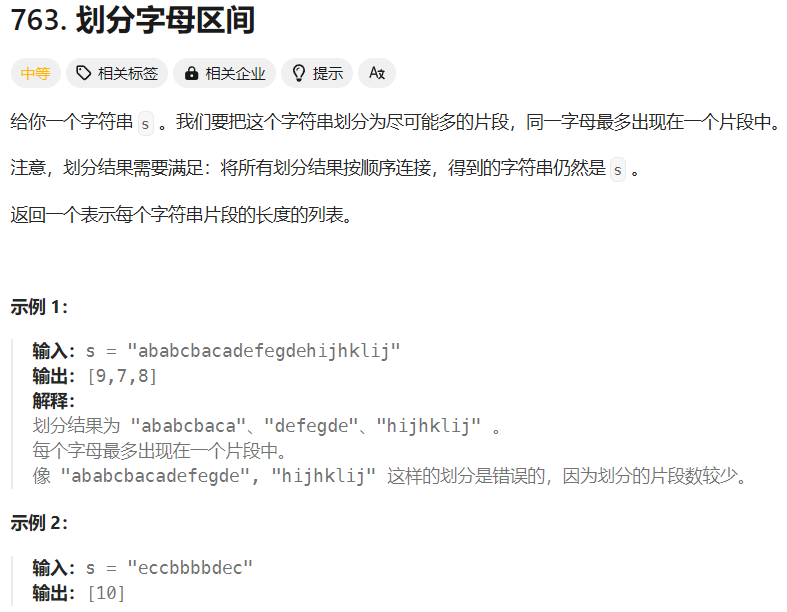 763. 划分字母区间
中等 相关标签 相关企业 提示 Aあ
给你一个字符串 s 。我们要把这个字符串划分为尽可能多的片段，同一字母最多出现在一个片段中。
注意，划分结果需要满足：将所有划分结果按顺序连接，得到的字符串仍然是 s 。
返回一个表示每个字符串片段的长度的列表。
示例 1：
输入：s = "ababcbacadefegdehijhklij"
输出：[9,7,8]
解释：
划分结果为 "ababcbaca"、"defegde"、"hijhklij" 。
每个字母最多出现在一个片段中。
像 "ababcbacadefegde", "hijhklij" 这样的划分是错误的，因为划分的片段数较少。
示例 2：
输入：s = "eccbbbbdec"
输出：[10]